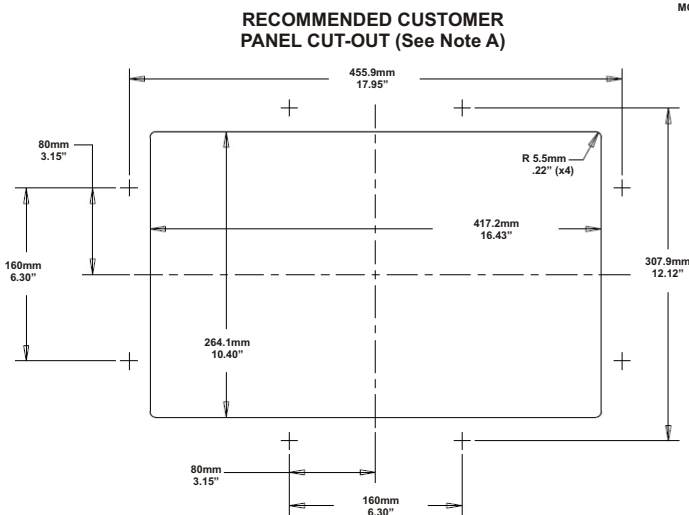 MO
RECOMMENDED CUSTOMER
PANEL CUT-OUT (See Note A)
455.9mm
17.95”
80mm
3.15”
R 5.5mm
.22” (x4)
417.2mm
16.43”
160mm
6.30”
307.9mm
12.12”
264.1mm
10.40”
80mm
3.15”
160mm
6.30”